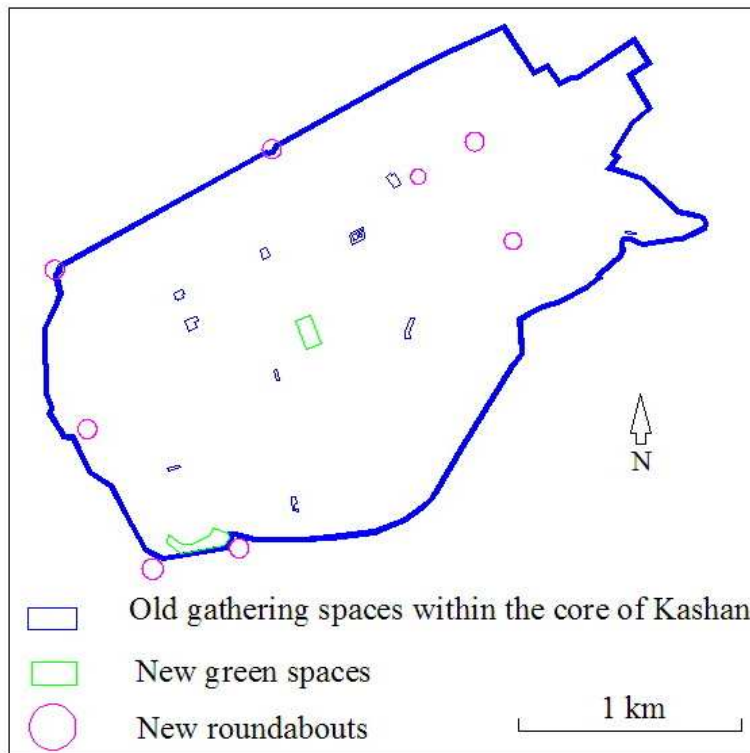 N
Old gathering spaces within the core of Kashan
New green spaces
New roundabouts
1 km